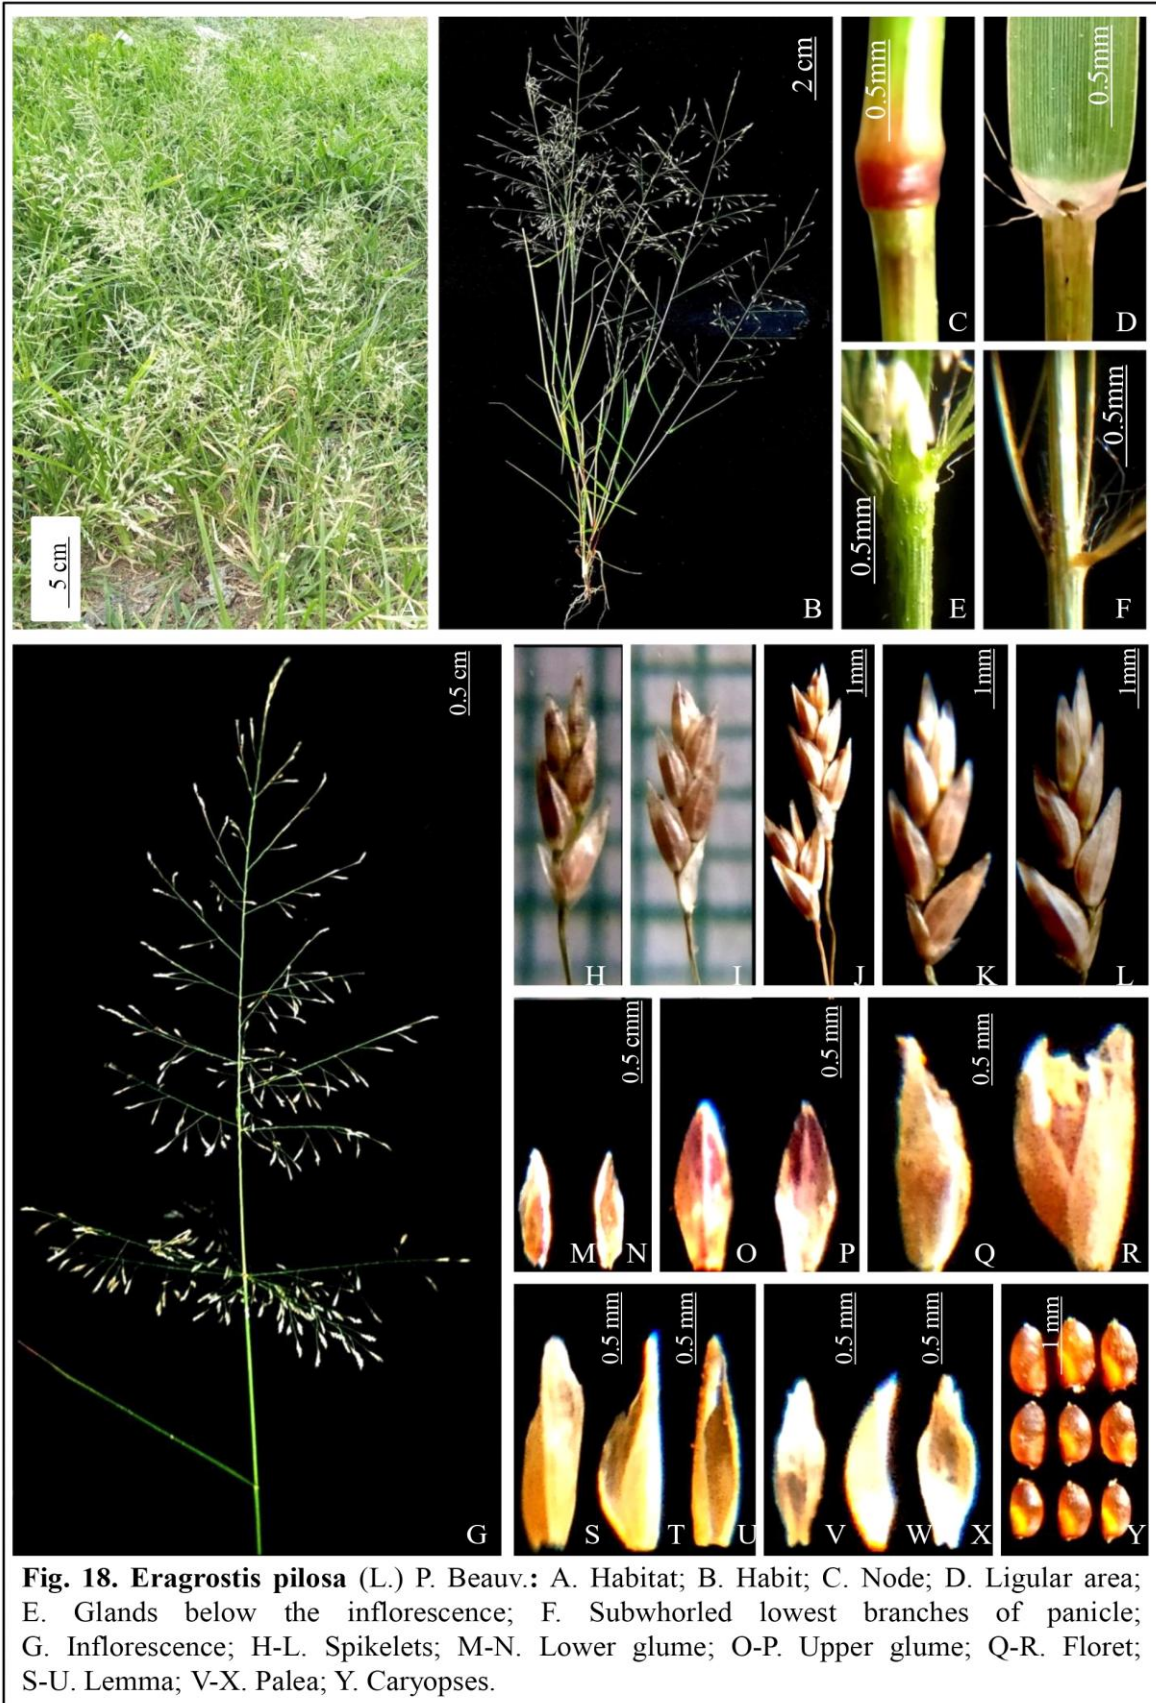 2 cm
0.5mm
0.5mm
5 cm
A
B
C
D
0.5mm
0.5mm
E
F
0.5 cm
G
1mm
1mm
1mm
H
I
J
K
L
0.5 cmm
0.5 mm
0.5 mm
M
N
O
P
Q
R
0.5 mm
0.5 mm
0.5 mm
0.5 mm
1 mm
S
T
U
V
W
X
Y
Fig. 18. Eragrostis pilosa (L.) P. Beauv.: A. Habitat; B. Habit; C. Node; D. Ligular area;
E. Glands below the inflorescence; F. Subwhorled lowest branches of panicle;
G. Inflorescence; H-L. Spikelets; M-N. Lower glume; O-P. Upper glume; Q-R. Floret;
S-U. Lemma; V-X. Palea; Y. Caryopses.